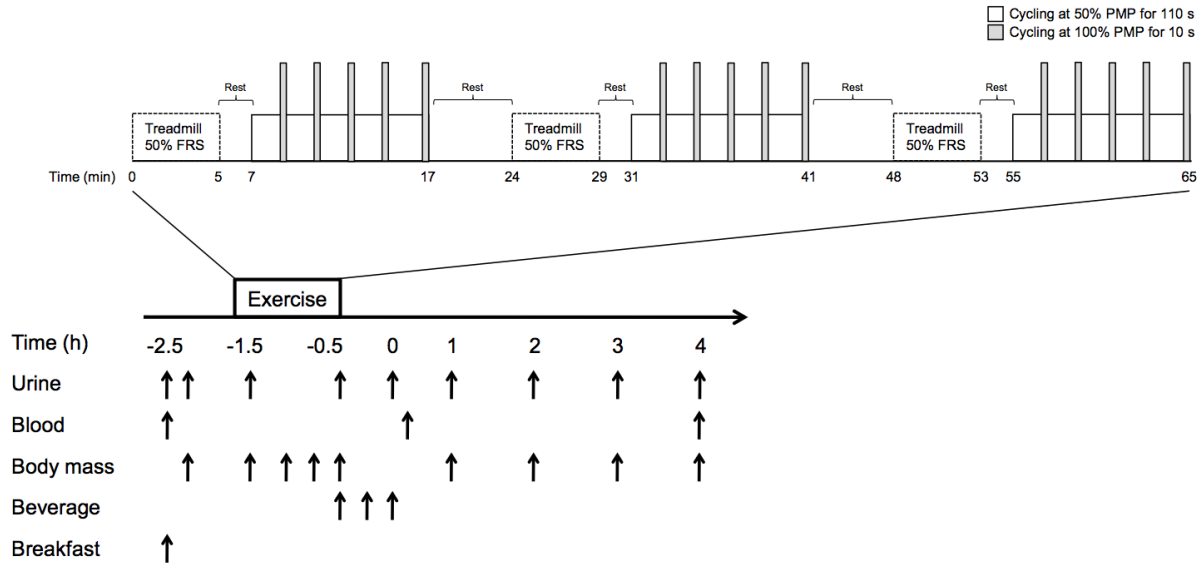 Cycling at 50% PMP for 110 s
Cycling at 100% PMP for 10 s
Rest Rest Rest Rest Rest
Treadmill 50% FRS
Treadmill 50% FRS
Treadmill 50% FRS
Time (min) 0 5 7 17 24 29 31 41 48 53 55 65
Exercise
Time (h) -2.5 -1.5 -0.5 0 1 2 3 4
Urine
Blood
Body mass
Beverage
Breakfast